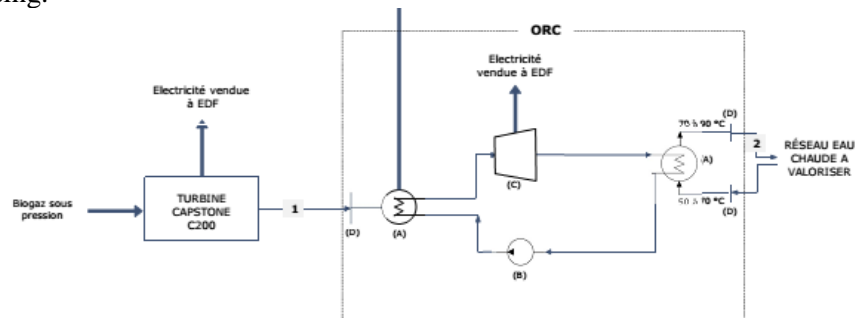 ing.
ORC
Electricité
vendue à EDF
Electricité vendue
à EDF
(D)
70 à 90 °C
2
RÉSEAU EAU
CHAUDE A
VALORISER
(A)
(C)
TURBINE
CAPSTONE
C200
Biogaz sous
pression
1
50 à 70 °C
(D)
(D)
(A)
(B)